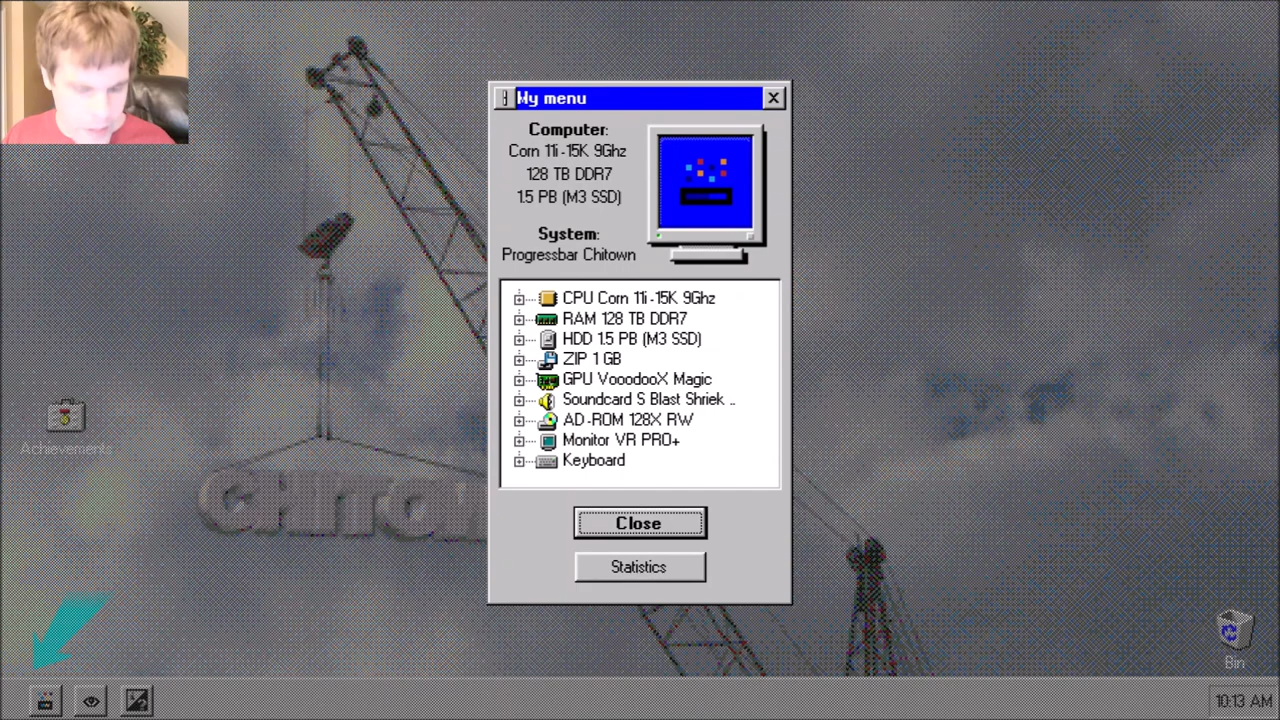 My menu
Computer:
Corn 11i-15K 9Ghz
128 TB DDR7
1.5 PB (M3 SSD)
System:
Progressbar Chitown
CPU Corn 11i-15K 9Ghz
RAM 128 TB DDR7
HDD 1.5 PB (M3 SSD)
ZIP 1 GB
GPU VooodooX Magic
Soundcard S Blast Shriek ..
AD-ROM 128X RW
Monitor VR PRO+
Keyboard
Close
Statistics
Bin
10:13 AM